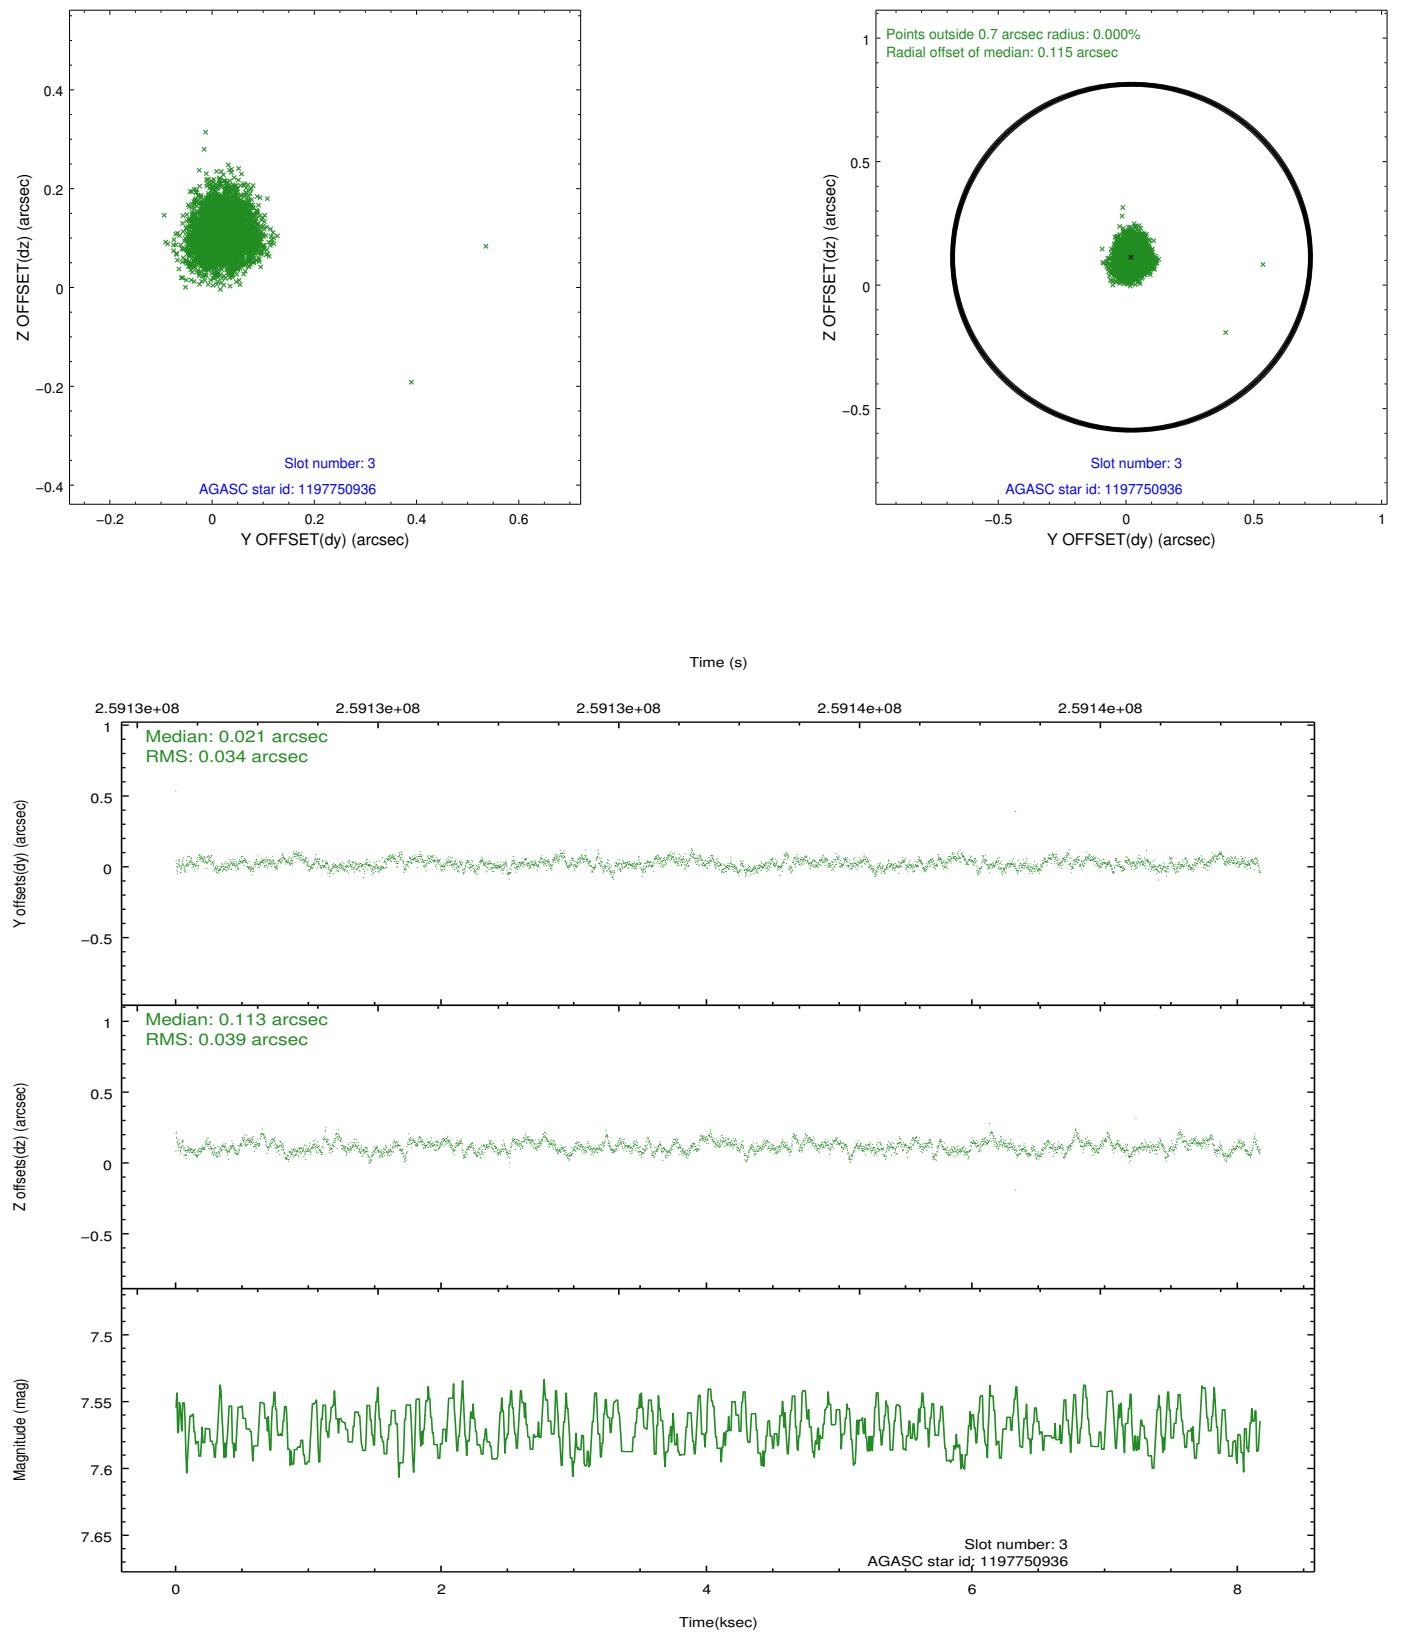 0.4
0.2
0
−0.2
−0.4
Z OFFSET(dz) (arcsec)
Slot number: 3
AGASC star id: 1197750936
−0.2 0 0.2 0.4 0.6
Y OFFSET(dy) (arcsec)
Points outside 0.7 arcsec radius: 0.000%
Radial offset of median: 0.115 arcsec
1
0.5
0
−0.5
Z OFFSET(dz) (arcsec)
Slot number: 3
AGASC star id: 1197750936
−0.5 0 0.5 1
Y OFFSET(dy) (arcsec)
Time (s)
2.5913e+08 2.5913e+08 2.5913e+08 2.5914e+08 2.5914e+08
Median: 0.021 arcsec
RMS: 0.034 arcsec
1
0.5
0
−0.5
Y offsets(dy) (arcsec)
Median: 0.113 arcsec
RMS: 0.039 arcsec
1
0.5
0
−0.5
Z offsets(dz) (arcsec)
7.5
7.55
7.6
7.65
Magnitude (mag)
Slot number: 3
AGASC star id: 1197750936
0 2 4 6 8
Time(ksec)